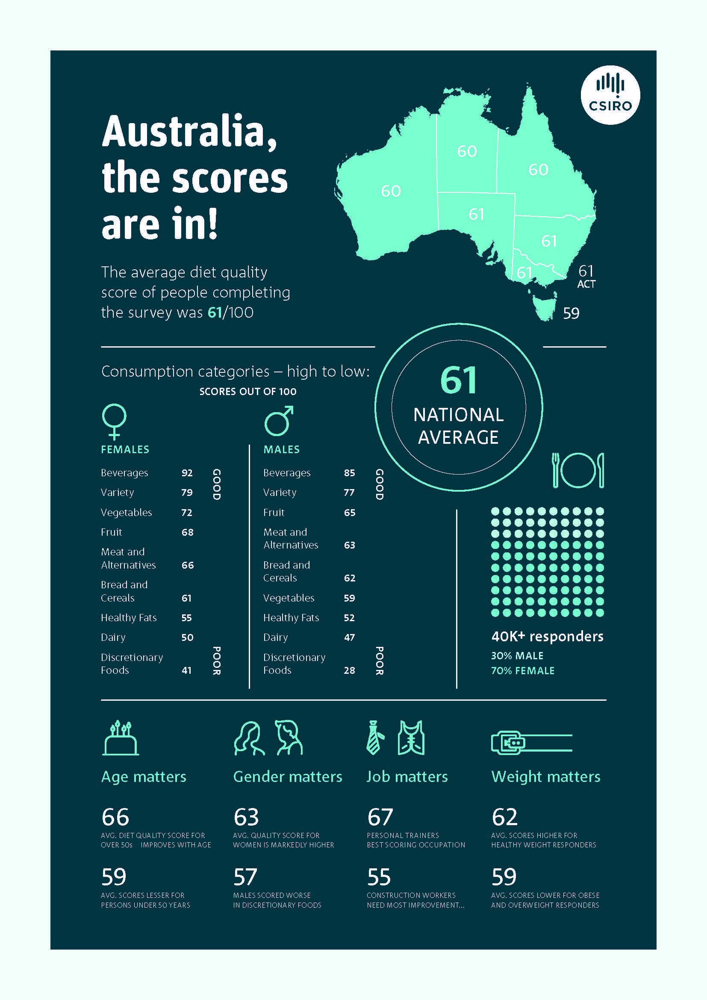 CSIRO
Australia,
the scores
are in!
The average diet quality
score of people completing
the survey was 61/100
60
60
60
61
61
61
61
ACT
59
Consumption categories – high to low:
SCORES OUT OF 100
61
NATIONAL
AVERAGE
FEMALES
Beverages 92
Variety 79
Vegetables 72
Fruit 68
Meat and
Alternatives 66
Bread and
Cereals 61
Healthy Fats 55
Dairy 50
Discretionary
Foods 41
GOOD
POOR
MALES
Beverages 85
Variety 77
Fruit 65
Meat and
Alternatives 63
Bread and
Cereals 62
Vegetables 59
Healthy Fats 52
Dairy 47
Discretionary
Foods 28
GOOD
POOR
40K+ responders
30% MALE
70% FEMALE
Age matters
66
AVG. DIET QUALITY SCORE FOR
OVER 50s IMPROVES WITH AGE
59
AVG. SCORES LESSER FOR
PERSONS UNDER 50 YEARS
Gender matters
63
AVG. QUALITY SCORE FOR
WOMEN IS MARKEDLY HIGHER
57
MALES SCORED WORSE
IN DISCRETIONARY FOODS
Job matters
67
PERSONAL TRAINERS
BEST SCORING OCCUPATION
55
CONSTRUCTION WORKERS
NEED MOST IMPROVEMENT...
Weight matters
62
AVG. SCORES HIGHER FOR
HEALTHY WEIGHT RESPONDERS
59
AVG. SCORES LOWER FOR OBESE
AND OVERWEIGHT RESPONDERS